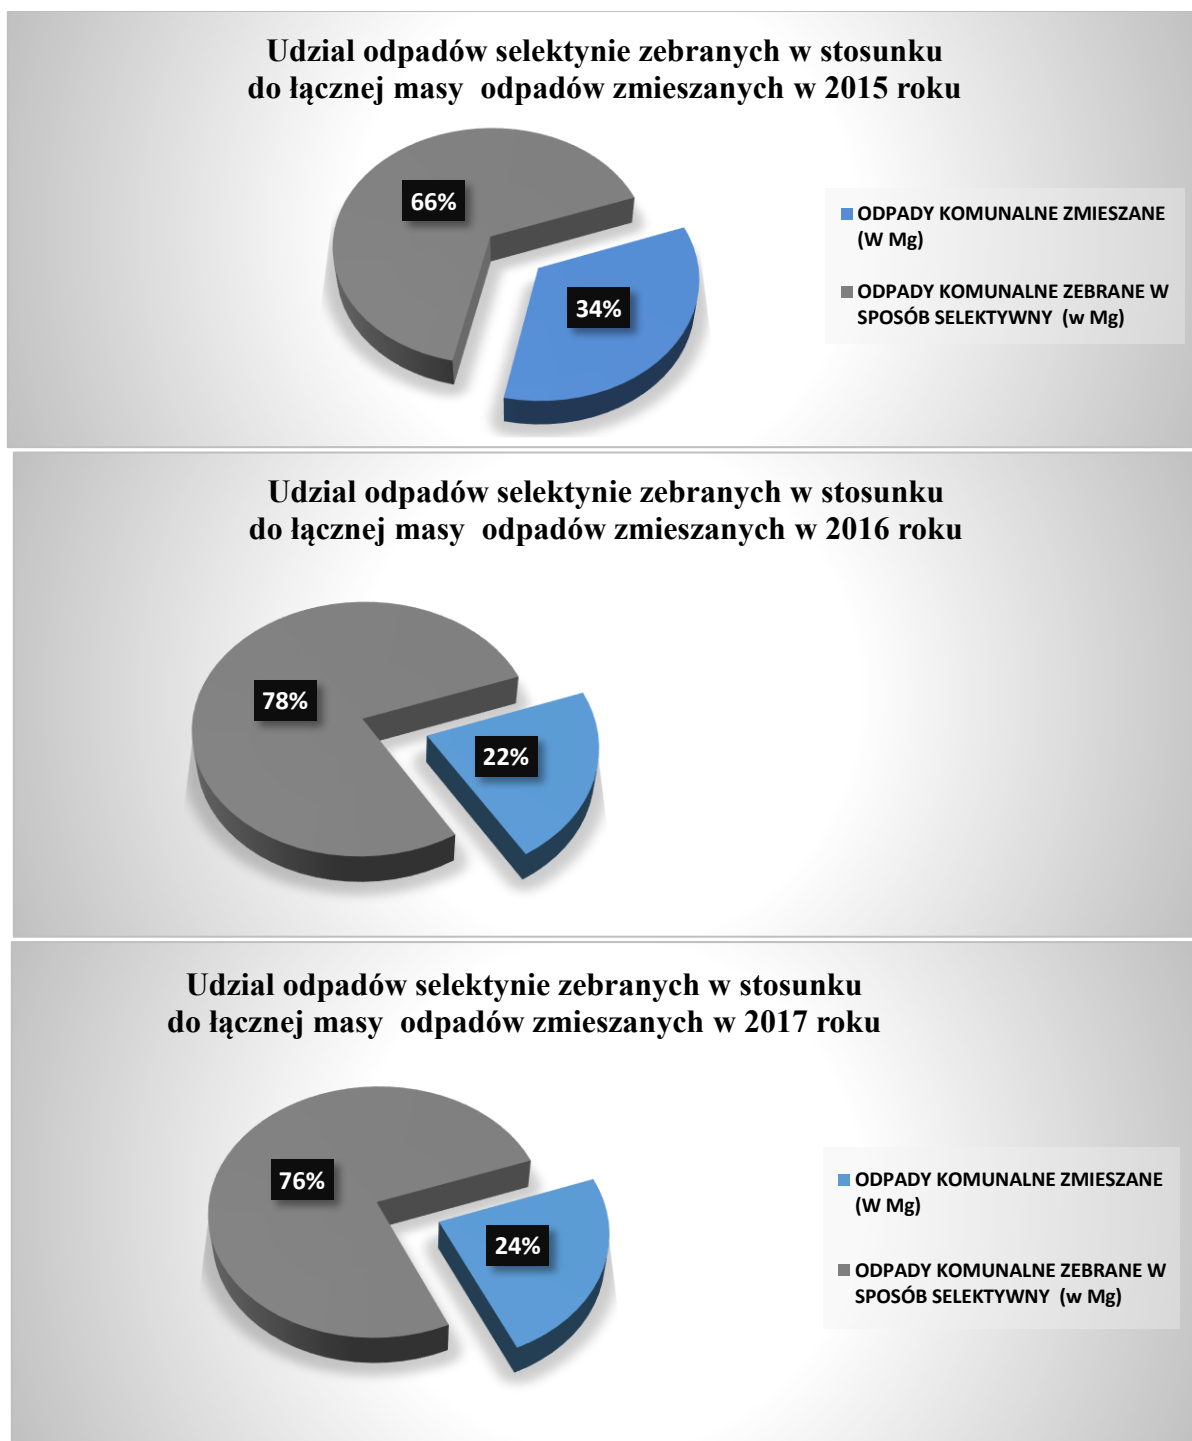 Udzial odpadów selektynie zebranych w stosunku
do łącznej masy odpadów zmieszanych w 2015 roku
66%
34%
ODPADY KOMUNALNE ZMIESZANE
(W Mg)
ODPADY KOMUNALNE ZEBRANE W
SPOSÓB SELEKTYWNY (w Mg)
Udzial odpadów selektynie zebranych w stosunku
do łącznej masy odpadów zmieszanych w 2016 roku
78%
22%
Udzial odpadów selektynie zebranych w stosunku
do łącznej masy odpadów zmieszanych w 2017 roku
76%
24%
ODPADY KOMUNALNE ZMIESZANE
(W Mg)
ODPADY KOMUNALNE ZEBRANE W
SPOSÓB SELEKTYWNY (w Mg)